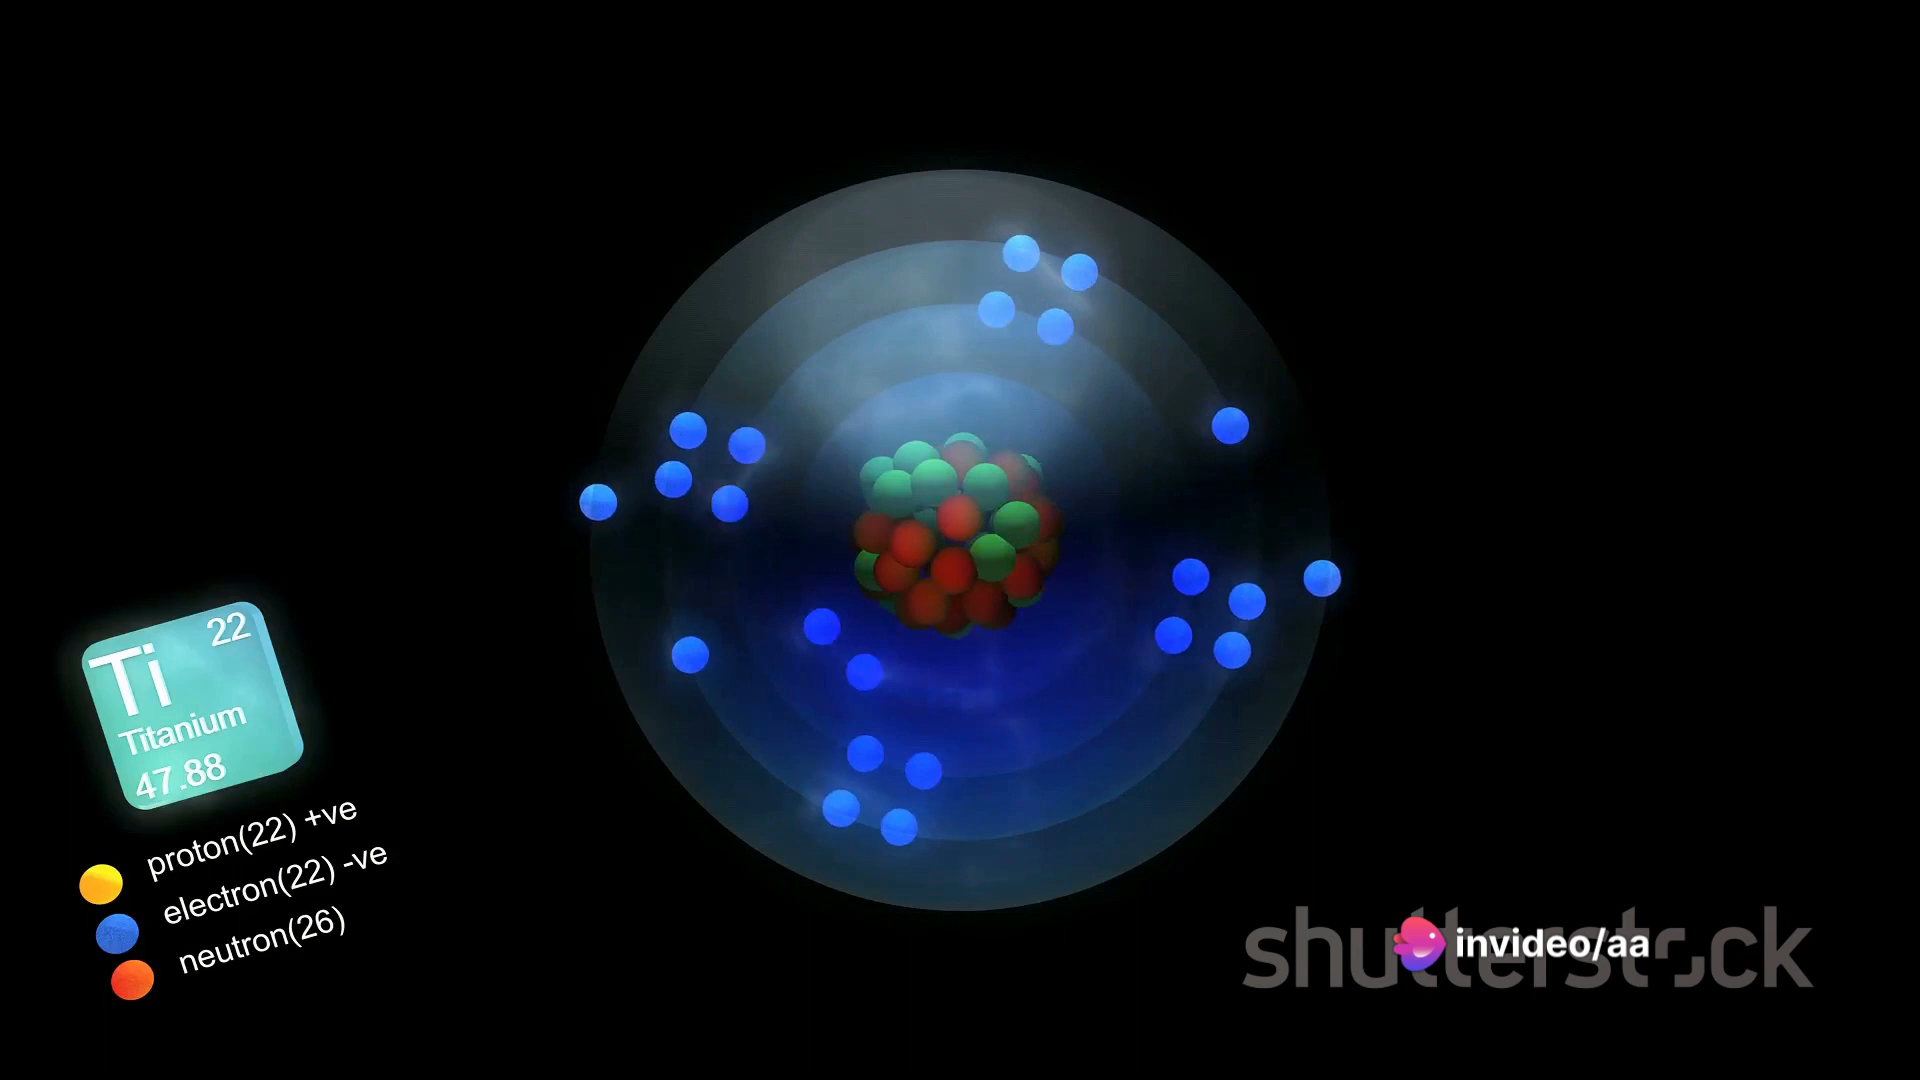 22
Ti
Titanium
47.88
proton(22) +ve
electron(22) -ve
neutron(26)
shutterstock
invideo/aa